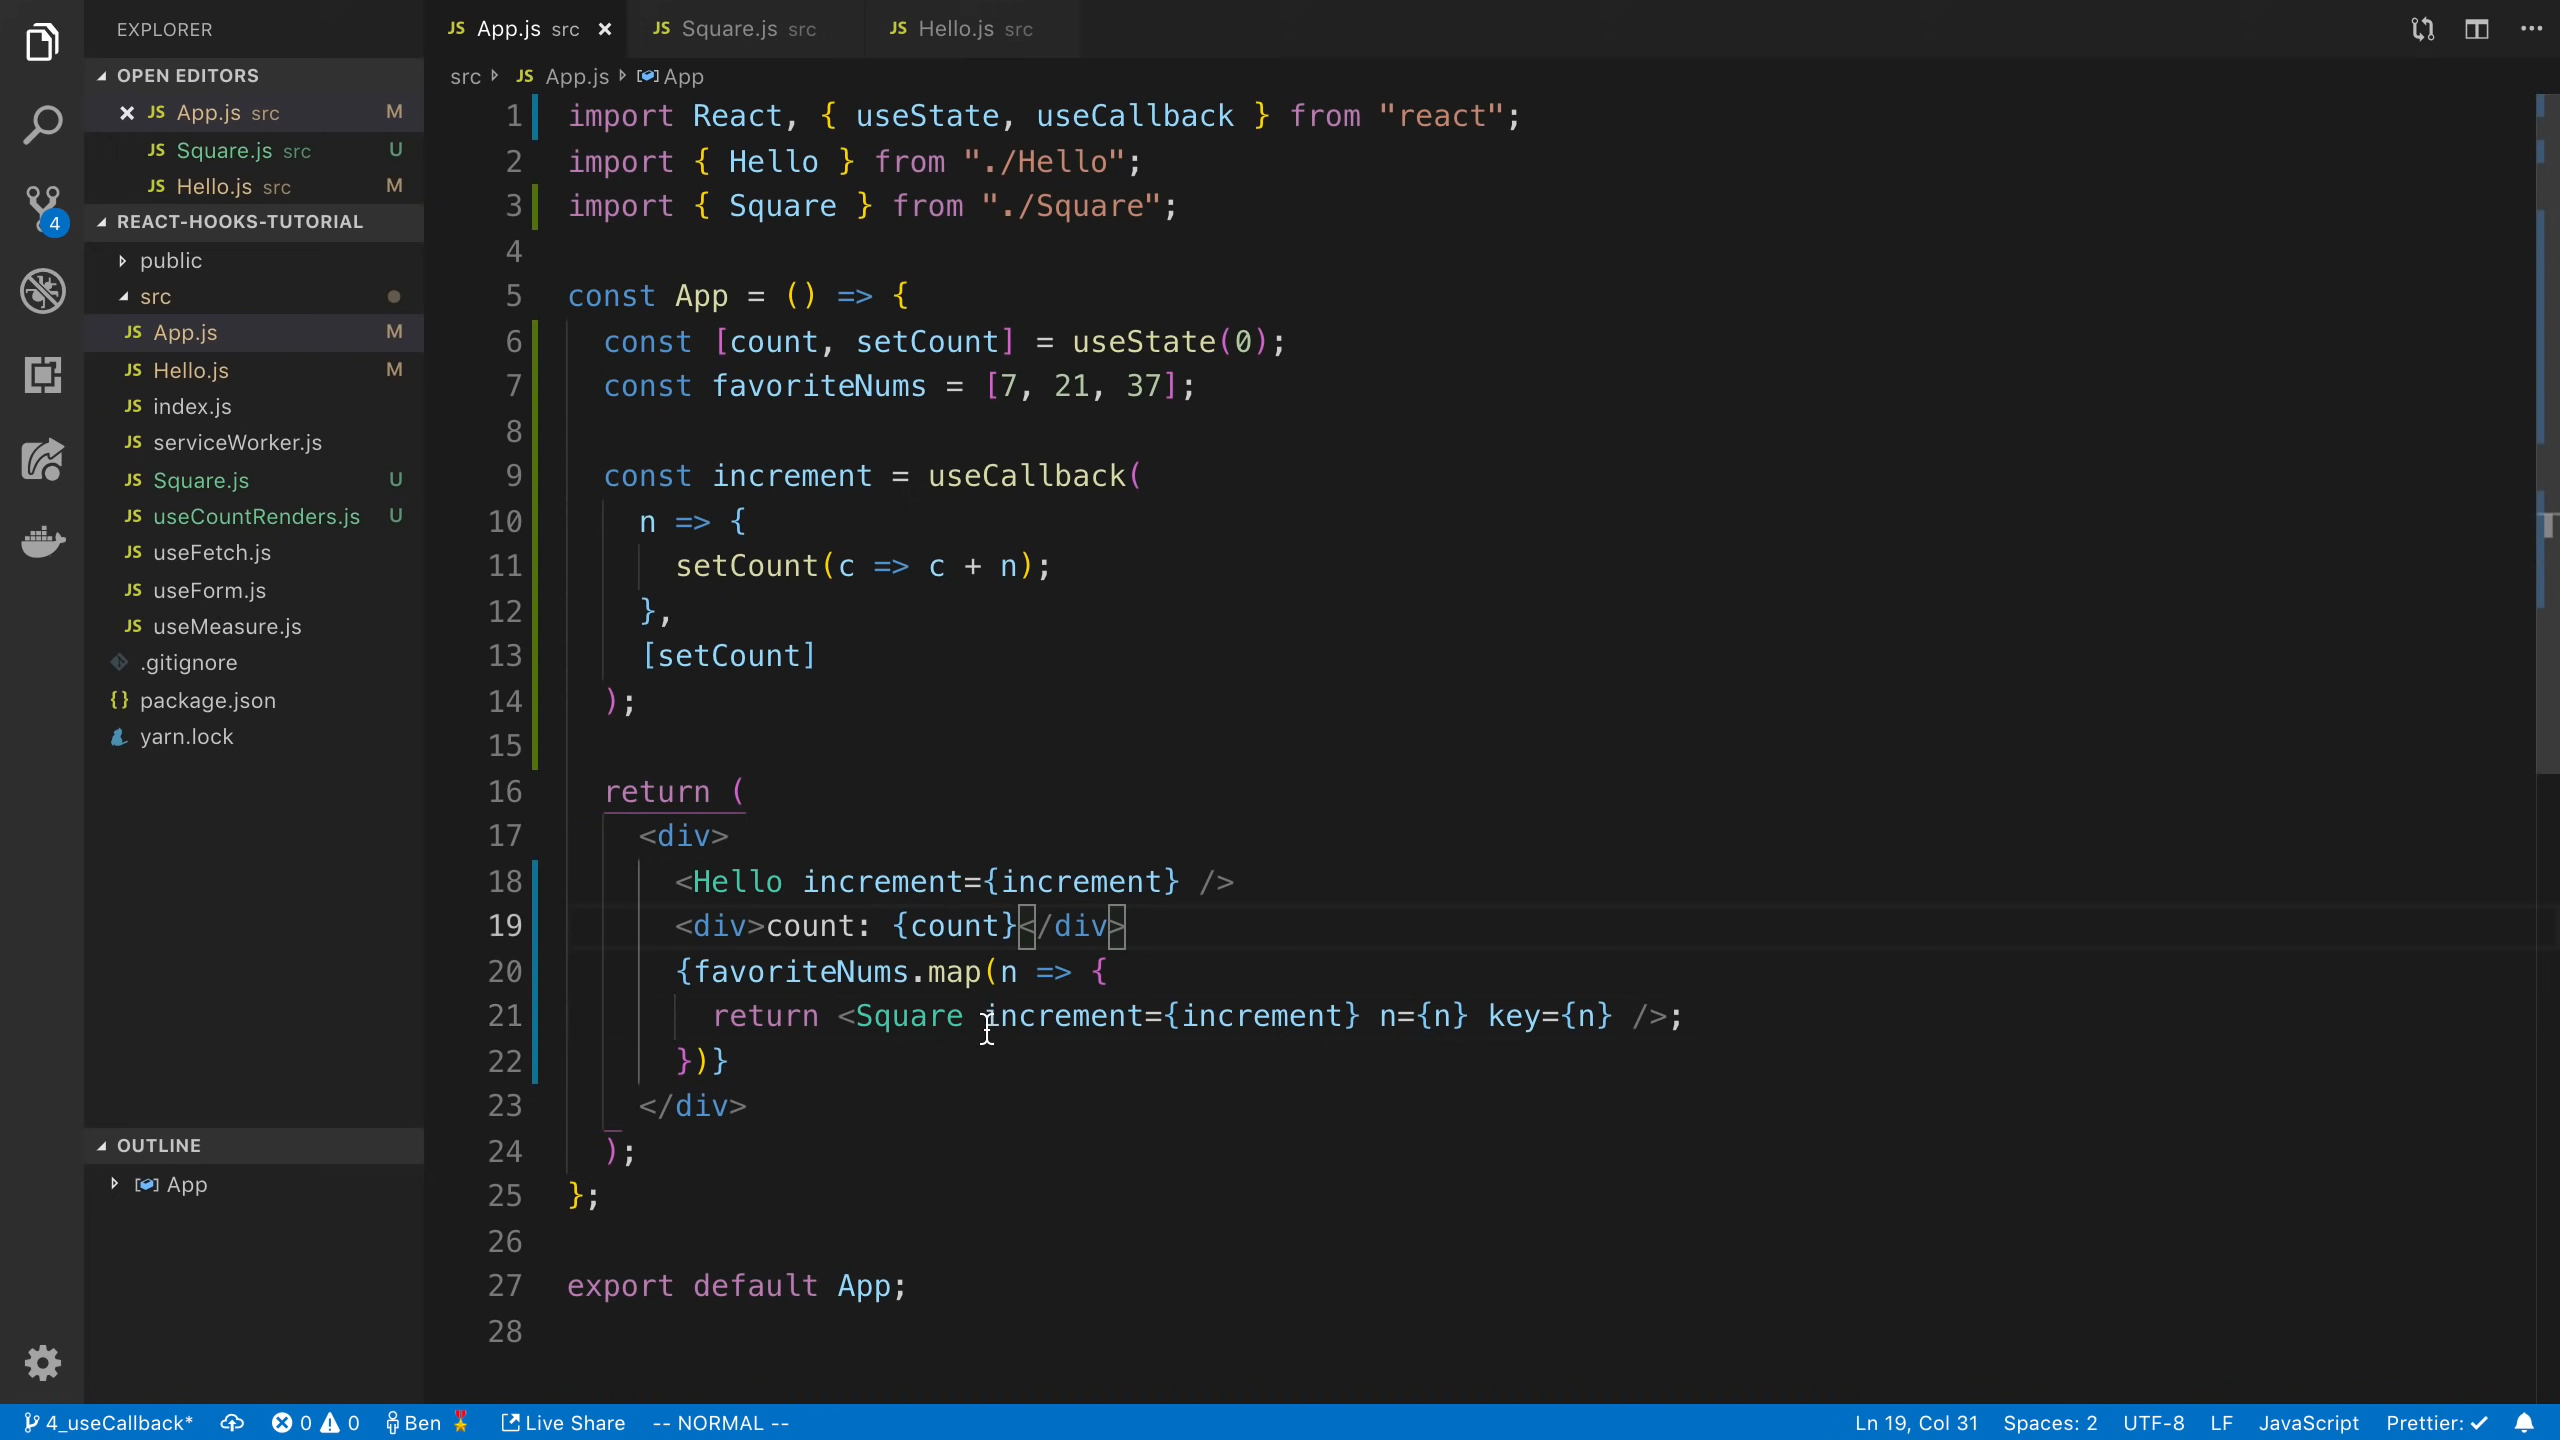 EXPLORER
OPEN EDITORS
JS App.js src M
JS Square.js src U
JS Hello.js src M
REACT-HOOKS-TUTORIAL
public
src
JS App.js M
JS Hello.js M
JS index.js
JS serviceWorker.js
JS Square.js U
JS useCountRenders.js U
JS useFetch.js
JS useForm.js
JS useMeasure.js
.gitignore
{} package.json
yarn.lock
OUTLINE
App
4
JS App.js src
JS Square.js src
JS Hello.js src
src JS App.js App
1 import React, { useState, useCallback } from "react";
2 import { Hello } from "./Hello";
3 import { Square } from "./Square";
4
5 const App = () => {
6 const [count, setCount] = useState(0);
7 const favoriteNums = [7, 21, 37];
8
9 const increment = useCallback(
10 n => {
11 setCount(c => c + n);
12 },
13 [setCount]
14 );
15
16 return (
17 <div>
18 <Hello increment={increment} />
19 <div>count: {count}</div>
20 {favoriteNums.map(n => {
21 return <Square increment={increment} n={n} key={n} />;
22 })}
23 </div>
24 );
25 };
26
27 export default App;
28
4_useCallback* 0 0 Ben Live Share -- NORMAL -- Ln 19, Col 31 Spaces: 2 UTF-8 LF JavaScript Prettier: ✓